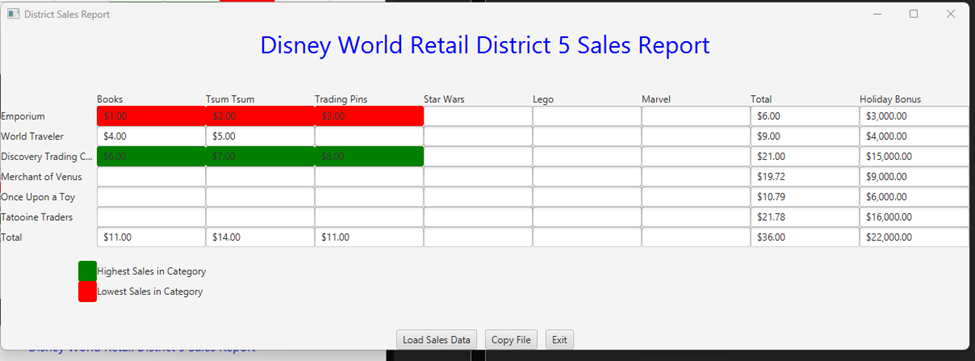 District Sales Report
Disney World Retail District 5 Sales Report
Books Tsum Tsum Trading Pins Star Wars Lego Marvel Total Holiday Bonus
Emporium $1.00 $2.00 $3.00 $6.00 $3,000.00
World Traveler $4.00 $5.00 $9.00 $4,000.00
Discovery Trading C... $6.00 $7.00 $8.00 $21.00 $15,000.00
Merchant of Venus $19.72 $9,000.00
Once Upon a Toy $10.79 $6,000.00
Tatooine Traders $21.78 $16,000.00
Total $11.00 $14.00 $11.00 $36.00 $22,000.00
Highest Sales in Category
Lowest Sales in Category
Load Sales Data Copy File Exit
Disney World Retail District 5 Sales Report